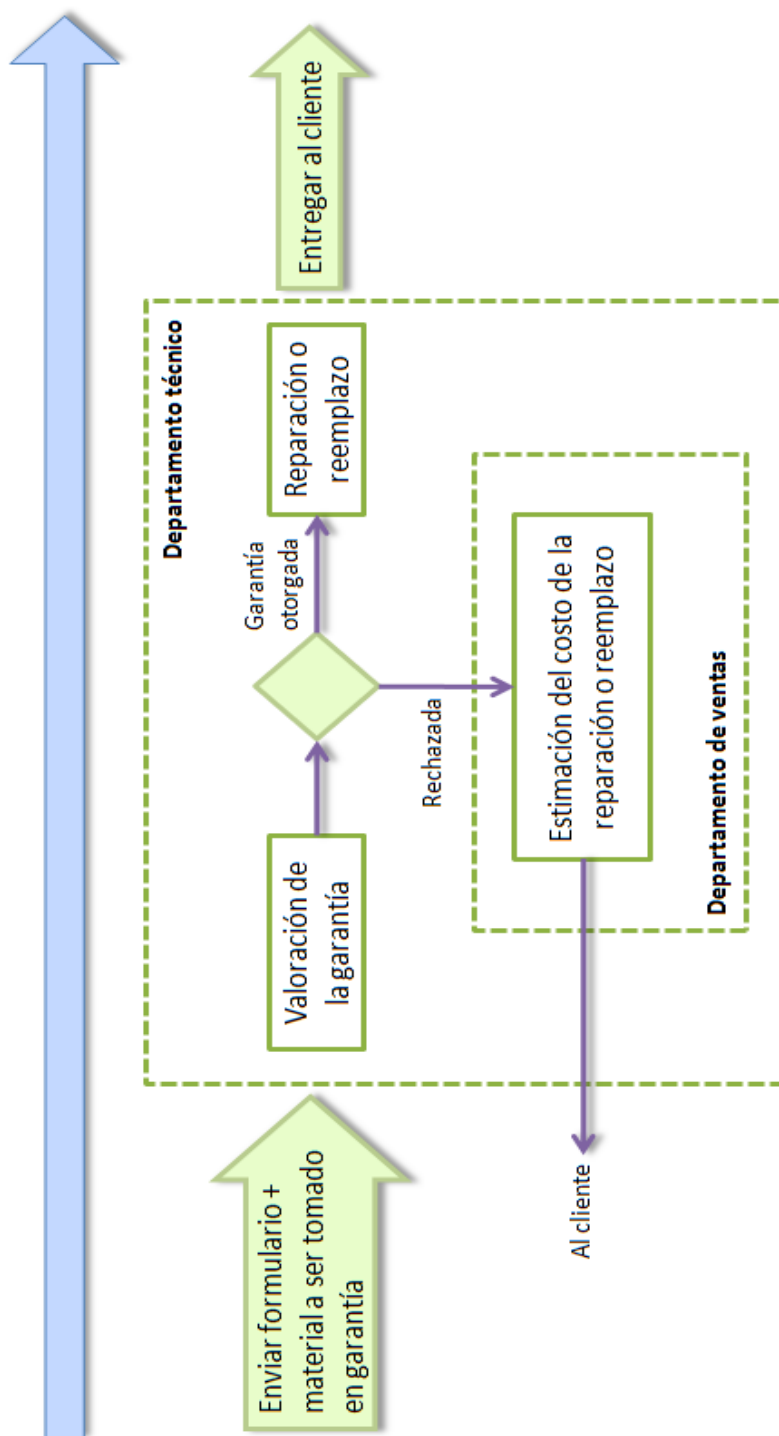 Enviar formulario +
material a ser tomado
en garantía
Departamento técnico
Valoración de
la garantía
Garantía
otorgada
Reparación o
reemplazo
Entregar al cliente
Rechazada
Estimación del costo de la
reparación o reemplazo
Departamento de ventas
Al cliente